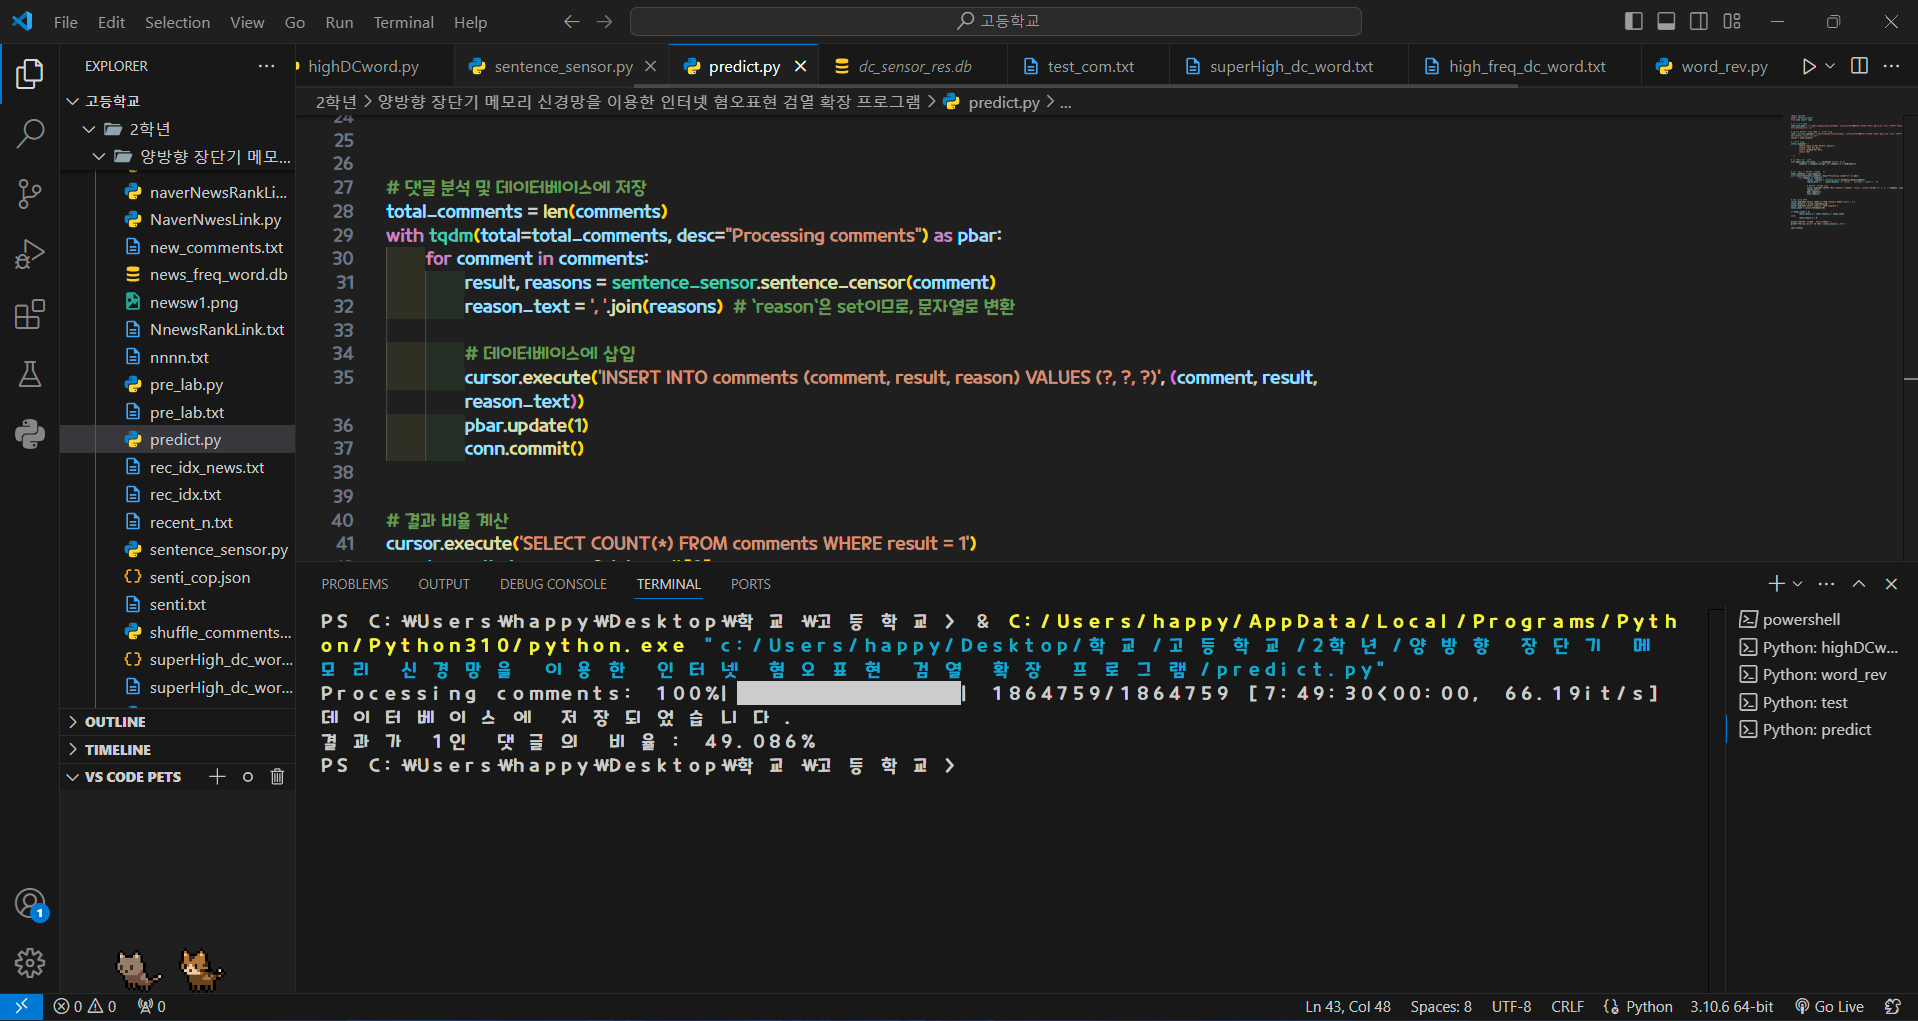 File Edit Selection View Go Run Terminal Help
고등학교
EXPLORER
고등학교
2학년
양방향 장단기 메모...
naverNewsRankLi...
NaverNwesLink.py
new_comments.txt
news_freq_word.db
newsw1.png
NnewsRankLink.txt
nnnn.txt
pre_lab.py
pre_lab.txt
predict.py
rec_idx_news.txt
rec_idx.txt
recent_n.txt
sentence_sensor.py
senti_cop.json
senti.txt
shuffle_comments...
superHigh_dc_wor...
superHigh_dc_wor...
OUTLINE
TIMELINE
VS CODE PETS
highDCword.py
sentence_sensor.py
predict.py
dc_sensor_res.db
test_com.txt
superHigh_dc_word.txt
high_freq_dc_word.txt
word_rev.py
2학년 > 양방향 장단기 메모리 신경망을 이용한 인터넷 혐오표현 검열 확장 프로그램 > predict.py > ...
24
25
26
27 # 댓글 분석 및 데이터베이스에 저장
28 total_comments = len(comments)
29 with tqdm(total=total_comments, desc="Processing comments") as pbar:
30 for comment in comments:
31 result, reasons = sentence_sensor.sentence_censor(comment)
32 reason_text = ', '.join(reasons) # `reason`은 set이므로, 문자열로 변환
33
34 # 데이터베이스에 삽입
35 cursor.execute('INSERT INTO comments (comment, result, reason) VALUES (?, ?, ?)', (comment, result,
reason_text))
36 pbar.update(1)
37 conn.commit()
38
39
40 # 결과 비율 계산
41 cursor.execute('SELECT COUNT(*) FROM comments WHERE result = 1')
PROBLEMS OUTPUT DEBUG CONSOLE TERMINAL PORTS
PS C:₩Users₩happy₩Desktop₩학교₩고등학교> & C:/Users/happy/AppData/Local/Programs/Pyth
on/Python310/python.exe "c:/Users/happy/Desktop/학교/고등학교/2학년/양방향 장단기 메
모리 신경망을 이용한 인터넷 혐오표현 검열 확장 프로그램/predict.py"
Processing comments: 100%| | 1864759/1864759 [7:49:30<00:00, 66.19it/s]
데이터베이스에 저장되었습니다.
결과가 1인 댓글의 비율: 49.086%
PS C:₩Users₩happy₩Desktop₩학교₩고등학교>
powershell
Python: highDCw...
Python: word_rev
Python: test
Python: predict
1
0 0 0
Ln 43, Col 48 Spaces: 8 UTF-8 CRLF Python 3.10.6 64-bit Go Live